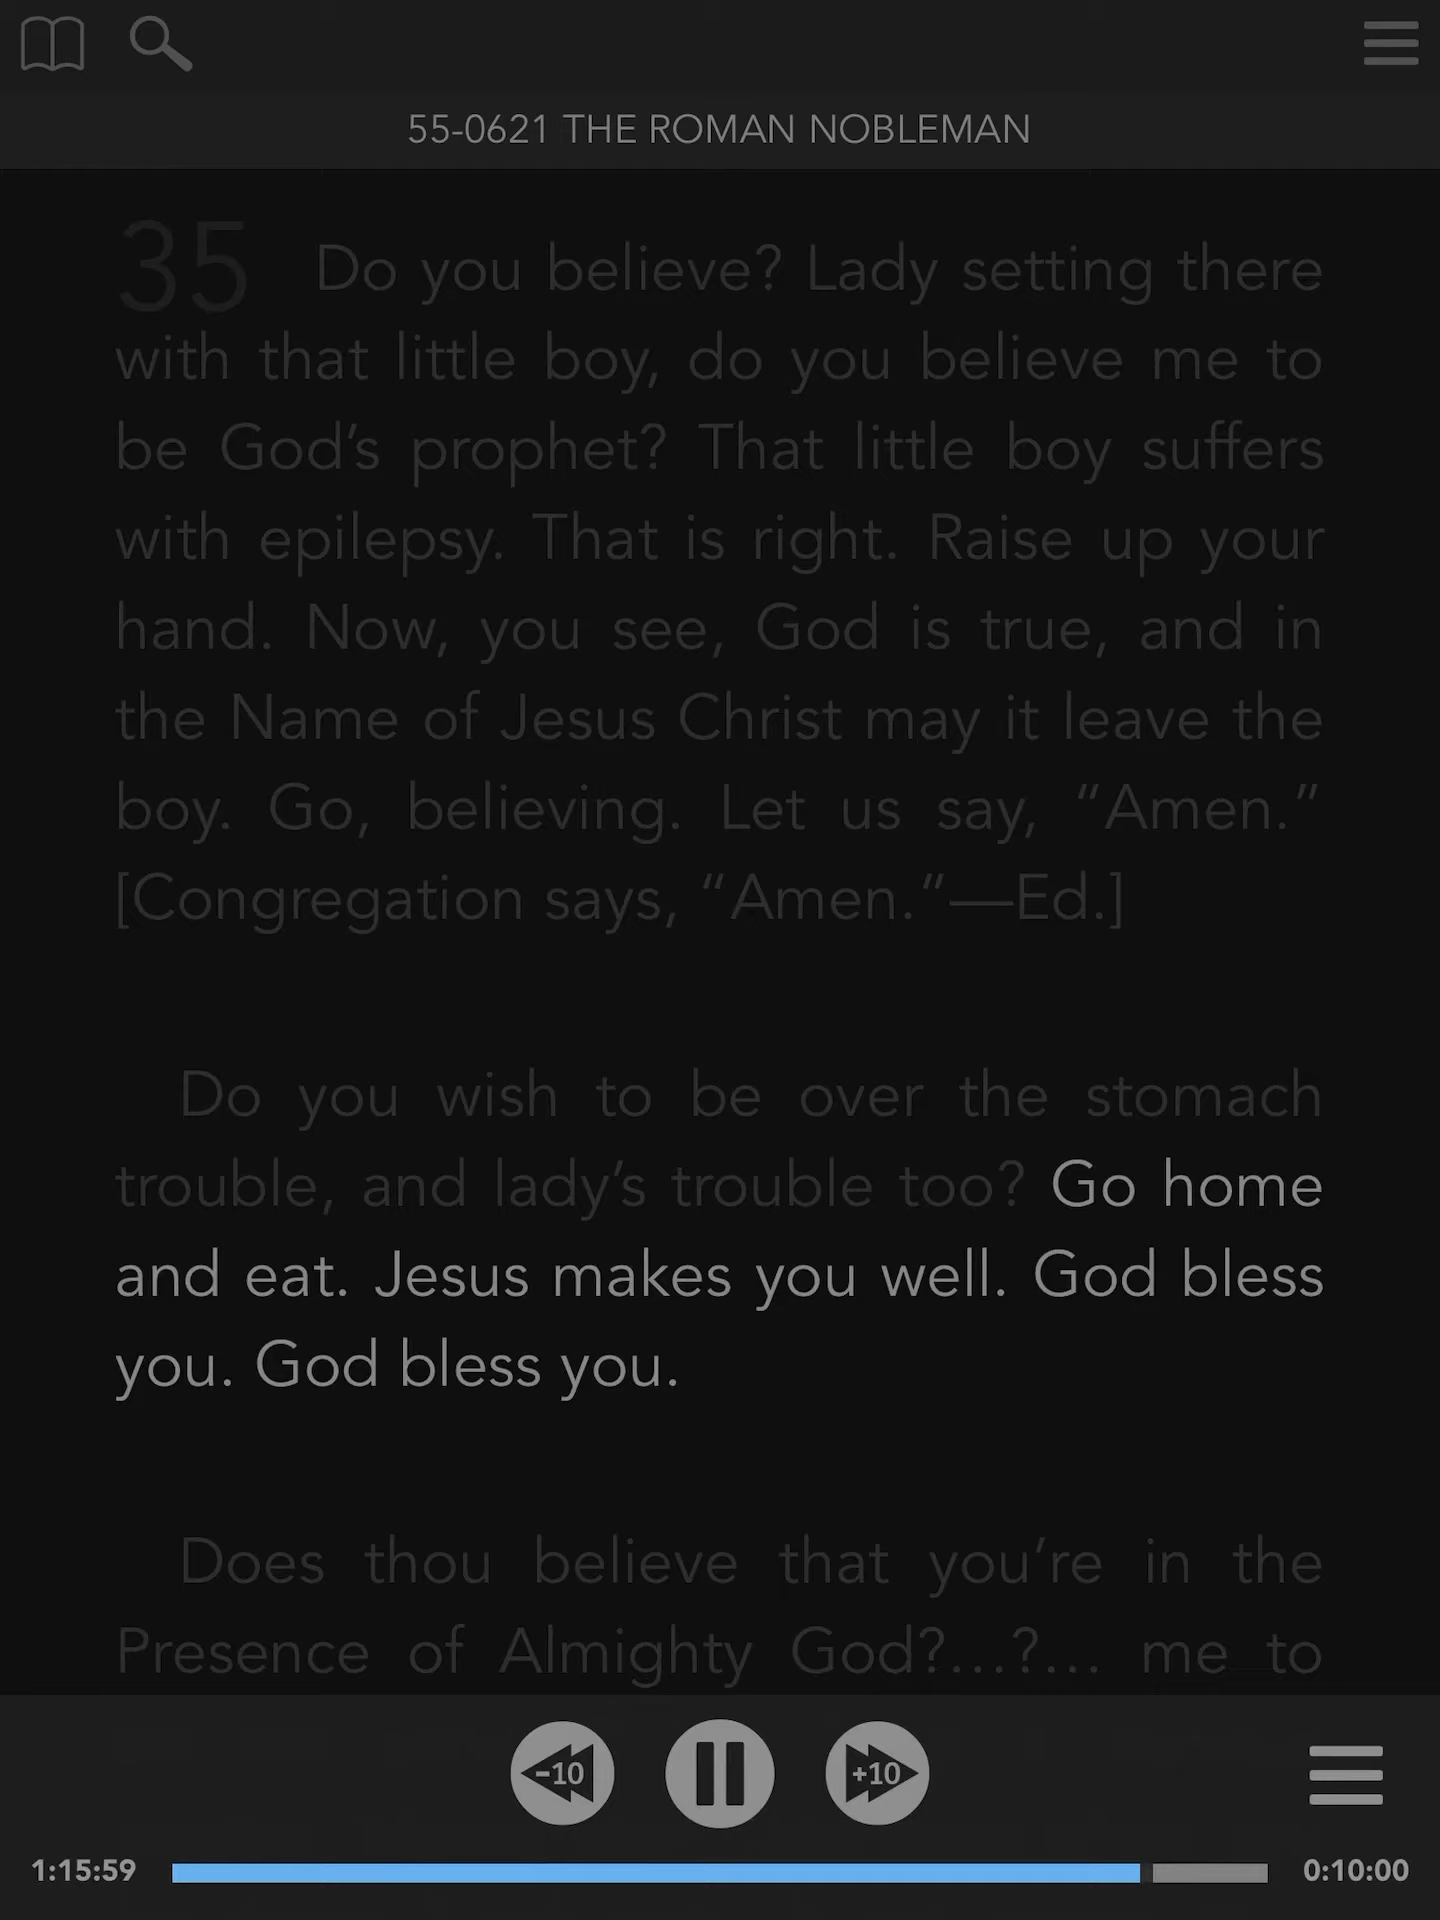 55-0621 THE ROMAN NOBLEMAN
35 Do you believe? Lady setting there
with that little boy, do you believe me to
be God’s prophet? That little boy suffers
with epilepsy. That is right. Raise up your
hand. Now, you see, God is true, and in
the Name of Jesus Christ may it leave the
boy. Go, believing. Let us say, “Amen.”
[Congregation says, “Amen.”—Ed.]
Do you wish to be over the stomach
trouble, and lady’s trouble too? Go home
and eat. Jesus makes you well. God bless
you. God bless you.
Does thou believe that you’re in the
Presence of Almighty God?...?... me to
-10 +10
1:15:59 0:10:00